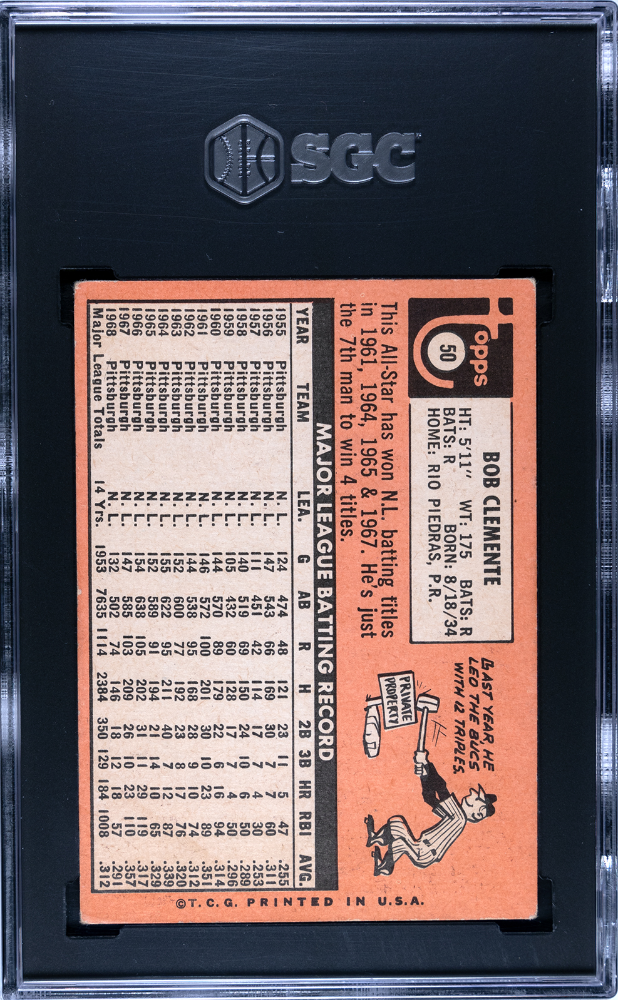 SGC
Topps
50
BOB CLEMENTE
HT: 5'11" WT: 175 BATS: R
BATS: R BORN: 8/18/34
HOME: RIO PIEDRAS, P.R.
This All-Star has won N.L. batting titles
in 1961, 1964, 1965 & 1967. He's just
the 7th man to win 4 titles.
LAST YEAR, HE
LED THE BUCS
WITH 12 TRIPLES.
PRIVATE
PROPERTY
MAJOR LEAGUE BATTING RECORD
YEAR TEAM LEA. G AB R H 2B 3B HR RBI AVG.
1955 Pittsburgh N. L. 124 474 48 121 23 11 5 47 .255
1956 Pittsburgh N. L. 147 543 66 169 30 7 7 60 .311
1957 Pittsburgh N. L. 111 451 42 114 17 7 4 30 .253
1958 Pittsburgh N. L. 140 519 69 150 24 10 6 50 .289
1959 Pittsburgh N. L. 105 432 60 128 17 7 4 50 .296
1960 Pittsburgh N. L. 144 570 89 179 22 6 16 94 .314
1961 Pittsburgh N. L. 146 572 100 201 30 10 23 89 .351
1962 Pittsburgh N. L. 144 538 95 168 28 9 10 74 .312
1963 Pittsburgh N. L. 152 600 77 192 23 8 17 76 .320
1964 Pittsburgh N. L. 155 622 95 211 40 7 12 87 .339
1965 Pittsburgh N. L. 152 589 91 194 21 14 10 65 .329
1966 Pittsburgh N. L. 154 638 105 202 31 11 29 119 .317
1967 Pittsburgh N. L. 147 585 103 209 26 10 23 110 .357
1968 Pittsburgh N. L. 132 502 74 146 18 12 18 57 .291
Major League Totals 14 Yrs. 1953 7635 1114 2384 350 129 184 1008 .312
©T.C.G. PRINTED IN U.S.A.